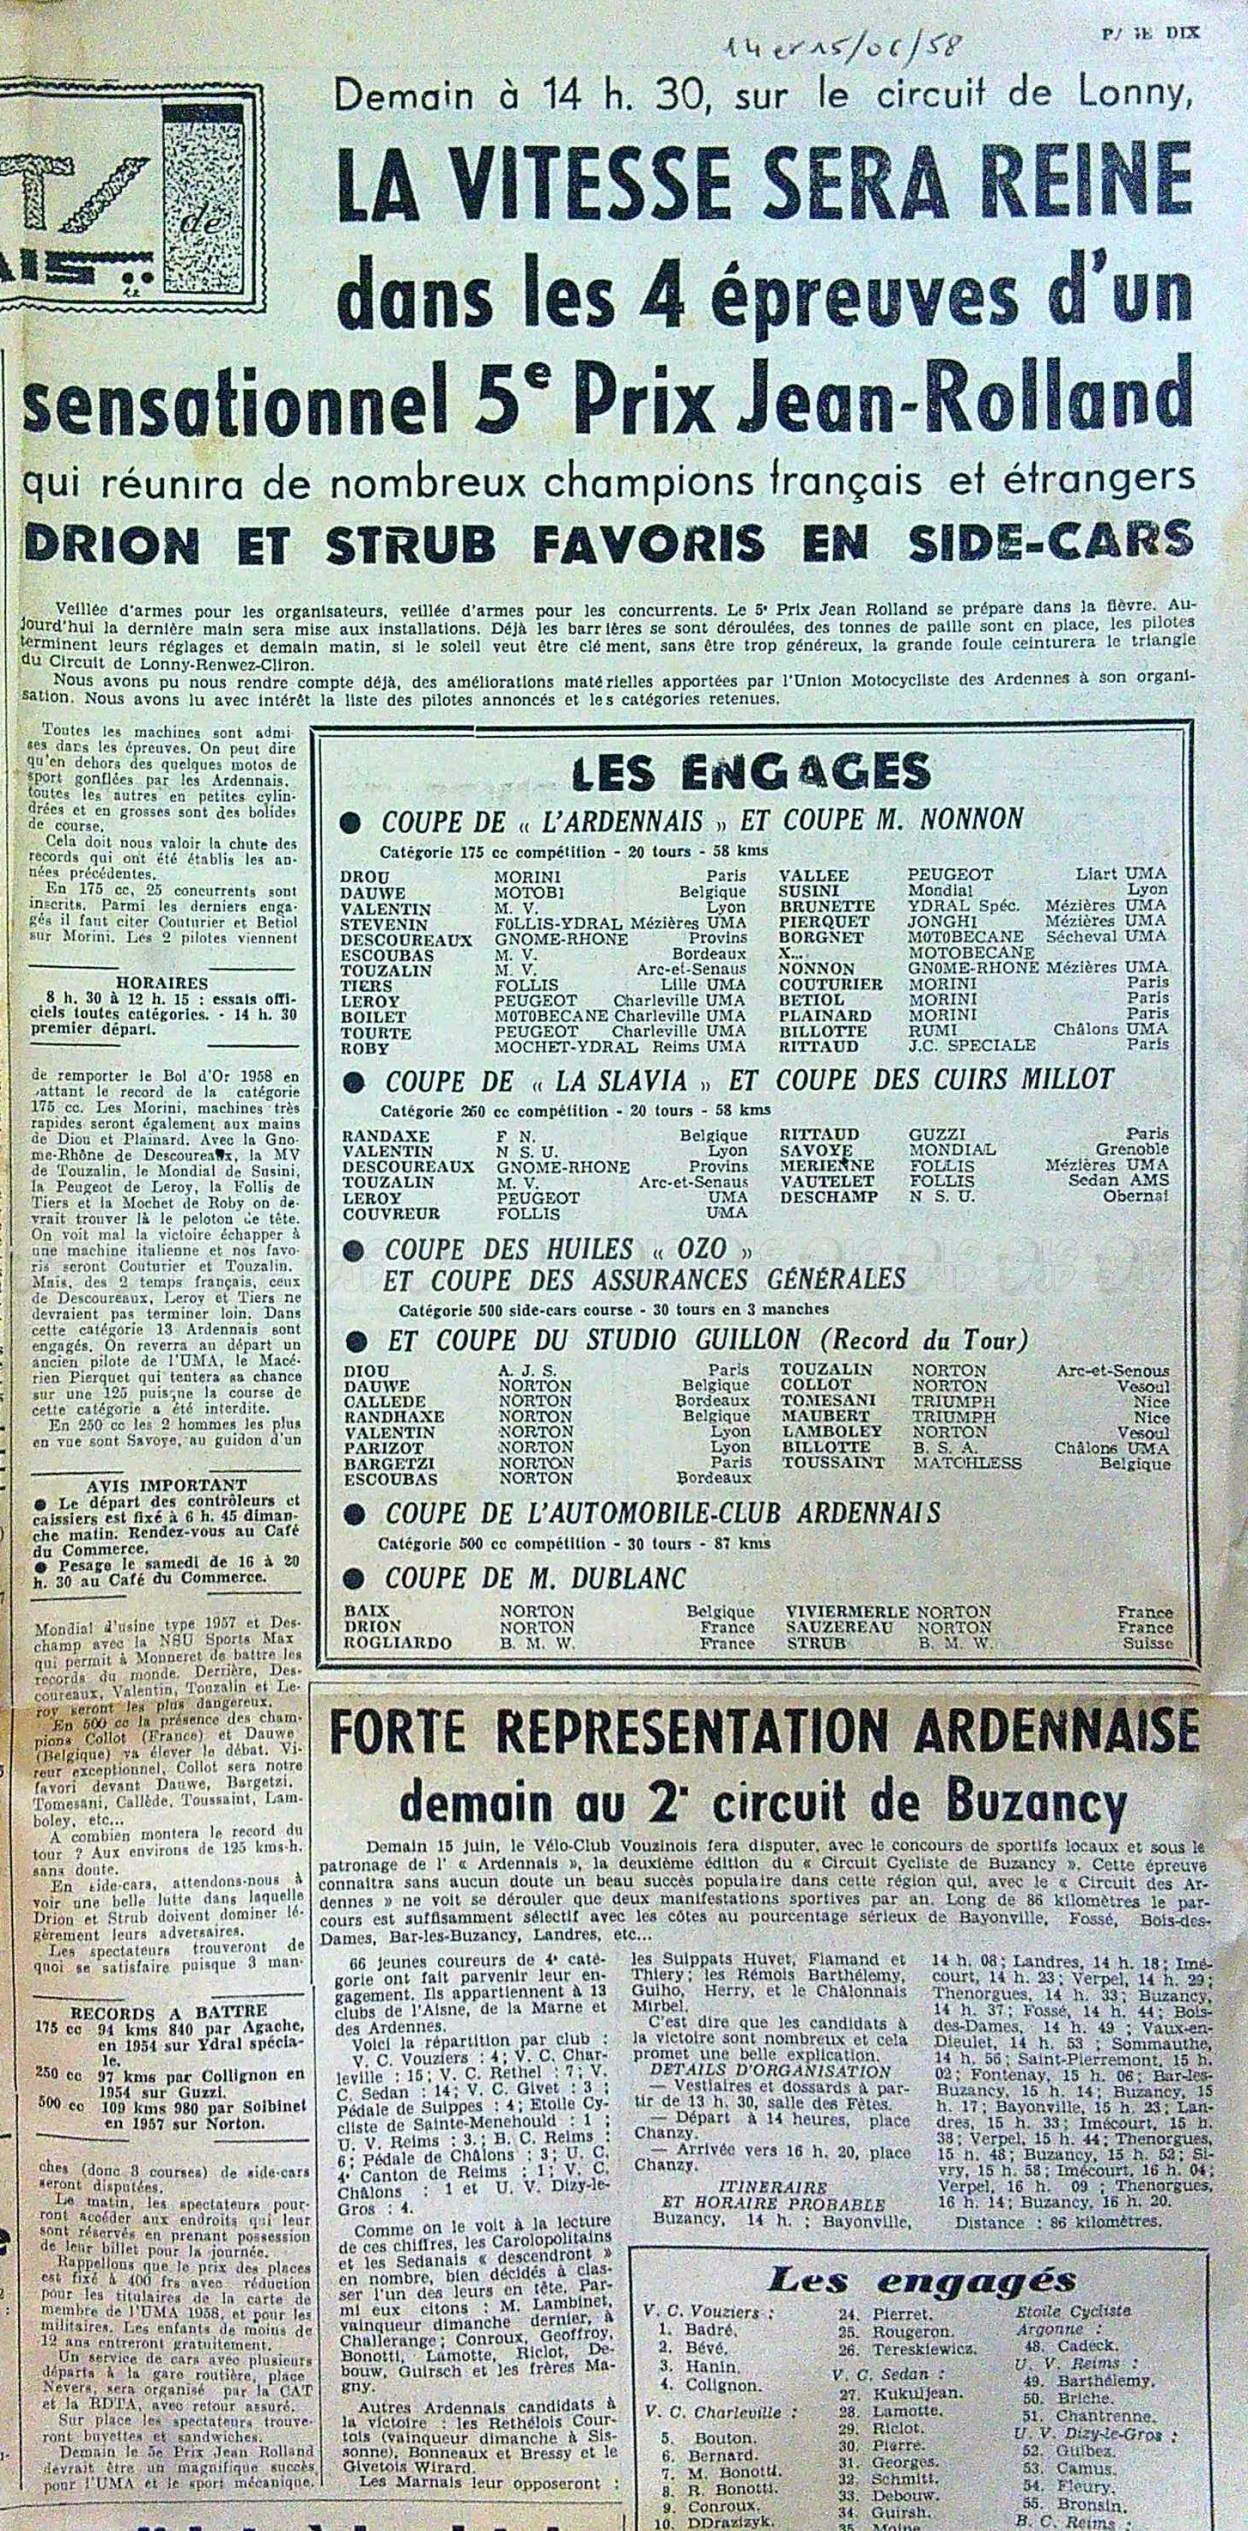 14 et 15/06/58
DIX
Demain à 14 h. 30, sur le circuit de Lonny,
LA VITESSE SERA REINE
dans les 4 épreuves d'un
sensationnel 5e Prix Jean-Rolland
qui réunira de nombreux champions français et étrangers
DRION ET STRUB FAVORIS EN SIDE-CARS
de
Veillée d'armes pour les organisateurs, veillée d'armes pour les concurrents. Le 5e Prix Jean Rolland se prépare dans la fièvre. Au-
jourd'hui la dernière main sera mise aux installations. Déjà les barrières se sont déroulées, des tonnes de paille sont en place, les pilotes
terminent leurs réglages et demain matin, si le soleil veut être clément, sans être trop généreux, la grande foule ceinturera le triangle
du Circuit de Lonny-Renwez-Cliron.
Nous avons pu nous rendre compte déjà, des améliorations matérielles apportées par l'Union Motocycliste des Ardennes à son organi-
sation. Nous avons lu avec intérêt la liste des pilotes annoncés et les catégories retenues.
Toutes les machines sont admi-
ses dans les épreuves. On peut dire
qu'en dehors des quelques motos de
sport gonflées par les Ardennais,
toutes les autres en petites cylin-
drées et en grosses sont des bolides
de course.
Cela doit nous valoir la chute des
records qui ont été établis les an-
nées précédentes.
En 175 cc, 25 concurrents sont
inscrits. Parmi les derniers enga-
gés il faut citer Couturier et Betiol
sur Morini. Les 2 pilotes viennent
HORAIRES
8 h. 30 à 12 h. 15 : essais offi-
ciels toutes catégories. - 14 h. 30
premier départ.
de remporter le Bol d'Or 1958 en
attant le record de la catégorie
175 cc. Les Morini, machines très
rapides seront également aux mains
de Diou et Plainard. Avec la Gno-
me-Rhône de Descoureaux, la MV
de Touzalin, le Mondial de Susini,
la Peugeot de Leroy, la Follis de
Tiers et la Mochet de Roby on de-
vrait trouver là le peloton de tête.
On voit mal la victoire échapper à
une machine italienne et nos favo-
ris seront Couturier et Touzalin.
Mais, des 2 temps français, ceux
de Descoureaux, Leroy et Tiers ne
devraient pas terminer loin. Dans
cette catégorie 13 Ardennais sont
engagés. On reverra au départ un
ancien pilote de l'UMA, le Macé-
rien Pierquet qui tentera sa chance
sur une 125 puisque la course de
cette catégorie a été interdite.
En 250 cc les 2 hommes les plus
en vue sont Savoye, au guidon d'un
AVIS IMPORTANT
● Le départ des contrôleurs et
caissiers est fixé à 6 h. 45 diman-
che matin. Rendez-vous au Café
du Commerce.
● Pesage le samedi de 16 à 20
h. 30 au Café du Commerce.
Mondial d'usine type 1957 et Des-
champ avec la NSU Sports Max
qui permit à Monneret de battre les
records du monde. Derrière, Des-
coureaux, Valentin, Touzalin et Le-
roy seront les plus dangereux.
En 500 cc la présence des cham-
pions Collot (France) et Dauwe
(Belgique) va élever le débat. Vi-
reur exceptionnel, Collot sera notre
favori devant Dauwe, Bargetzi,
Tomesani, Callède, Toussaint, Lam-
boley, etc...
A combien montera le record du
tour ? Aux environs de 125 kms-h.
sans doute.
En side-cars, attendons-nous à
voir une belle lutte dans laquelle
Drion et Strub doivent dominer lé-
gèrement leurs adversaires.
Les spectateurs trouveront de
quoi se satisfaire puisque 3 man-
RECORDS A BATTRE
175 cc 94 kms 840 par Agache,
en 1954 sur Ydral spécia-
le.
250 cc 97 kms par Collignon en
1954 sur Guzzi.
500 cc 109 kms 980 par Soibinet
en 1957 sur Norton.
ches (donc 3 courses) de side-cars
seront disputées.
Le matin, les spectateurs pour-
ront accéder aux endroits qui leur
sont réservés en prenant possession
de leur billet pour la journée.
Rappellons que le prix des places
est fixé à 400 frs avec réduction
pour les titulaires de la carte de
membre de l'UMA 1958, et pour les
militaires. Les enfants de moins de
12 ans entreront gratuitement.
Un service de cars avec plusieurs
départs à la gare routière, place
Nevers, sera organisé par la CAT
et la RDTA, avec retour assuré.
Sur place les spectateurs trouve-
ront buvettes et sandwiches.
Demain le 5e Prix Jean Rolland
devrait être un magnifique succès
pour l'UMA et le sport mécanique.
LES ENGAGES
● COUPE DE « L'ARDENNAIS » ET COUPE M. NONNON
Catégorie 175 cc compétition - 20 tours - 58 kms
DROU MORINI Paris VALLEE PEUGEOT Liart UMA
DAUWE MOTOBI Belgique SUSINI Mondial Lyon
VALENTIN M. V. Lyon BRUNETTE YDRAL Spéc. Mézières UMA
STEVENIN FOLLIS-YDRAL Mézières UMA PIERQUET JONGHI Mézières UMA
DESCOUREAUX GNOME-RHONE Provins BORGNET MOTOBECANE Sécheval UMA
ESCOUBAS M. V. Bordeaux X... MOTOBECANE
TOUZALIN M. V. Arc-et-Senaus NONNON GNOME-RHONE Mézières UMA
TIERS FOLLIS Lille UMA COUTURIER MORINI Paris
LEROY PEUGEOT Charleville UMA BETIOL MORINI Paris
BOILET MOTOBECANE Charleville UMA PLAINARD MORINI Paris
TOURTE PEUGEOT Charleville UMA BILLOTTE RUMI Châlons UMA
ROBY MOCHET-YDRAL Reims UMA RITTAUD J.C. SPECIALE Paris
● COUPE DE « LA SLAVIA » ET COUPE DES CUIRS MILLOT
Catégorie 250 cc compétition - 20 tours - 58 kms
RANDAXE F N. Belgique RITTAUD GUZZI Paris
VALENTIN N S. U. Lyon SAVOYE MONDIAL Grenoble
DESCOUREAUX GNOME-RHONE Provins MERIENNE FOLLIS Mézières UMA
TOUZALIN M. V. Arc-et-Senaus VAUTELET FOLLIS Sedan AMS
LEROY PEUGEOT UMA DESCHAMP N S. U. Obernai
COUVREUR FOLLIS UMA
● COUPE DES HUILES « OZO »
ET COUPE DES ASSURANCES GÉNÉRALES
Catégorie 500 side-cars course - 30 tours en 3 manches
● ET COUPE DU STUDIO GUILLON (Record du Tour)
DIOU A. J. S. Paris TOUZALIN NORTON Arc-et-Senous
DAUWE NORTON Belgique COLLOT NORTON Vesoul
CALLEDE NORTON Bordeaux TOMESANI TRIUMPH Nice
RANDHAXE NORTON Belgique MAUBERT TRIUMPH Nice
VALENTIN NORTON Lyon LAMBOLEY NORTON Vesoul
PARIZOT NORTON Lyon BILLOTTE B. S. A. Châlons UMA
BARGETZI NORTON Paris TOUSSAINT MATCHLESS Belgique
ESCOUBAS NORTON Bordeaux
● COUPE DE L'AUTOMOBILE-CLUB ARDENNAIS
Catégorie 500 cc compétition - 30 tours - 87 kms
● COUPE DE M. DUBLANC
BAIX NORTON Belgique VIVIERMERLE NORTON France
DRION NORTON France SAUZEREAU NORTON France
ROGLIARDO B. M. W. France STRUB B. M. W. Suisse
FORTE REPRESENTATION ARDENNAISE
demain au 2e circuit de Buzancy
Demain 15 juin, le Vélo-Club Vouzinois fera disputer, avec le concours de sportifs locaux et sous le
patronage de l' « Ardennais », la deuxième édition du « Circuit Cycliste de Buzancy ». Cette épreuve
connaîtra sans aucun doute un beau succès populaire dans cette région qui, avec le « Circuit des Ar-
dennes » ne voit se dérouler que deux manifestations sportives par an. Long de 86 kilomètres le par-
cours est suffisamment sélectif avec les côtes au pourcentage sérieux de Bayonville, Fossé, Bois-des-
Dames, Bar-les-Buzancy, Landres, etc...
66 jeunes coureurs de 4e caté-
gorie ont fait parvenir leur en-
gagement. Ils appartiennent à 13
clubs de l'Aisne, de la Marne et
des Ardennes.
Voici la répartition par club :
V. C. Vouziers : 4; V. C. Char-
leville : 15; V. C. Rethel : 7; V.
C. Sedan : 14; V. C. Givet : 3 ;
Pédale de Suippes : 4; Etoile Cy-
cliste de Sainte-Menehould : 1 ;
U. V. Reims : 3.; B. C. Reims :
6; Pédale de Châlons : 3; U. C.
4e Canton de Reims : 1; V. C.
Châlons : 1 et U. V. Dizy-le-
Gros : 4.
Comme on le voit à la lecture
de ces chiffres, les Carolopolitains
et les Sedanais « descendront »
en nombre, bien décidés à clas-
ser l'un des leurs en tête. Par-
mi eux citons : M. Lambinet,
vainqueur dimanche dernier, à
Challerange; Conroux, Geoffroy,
Bonotti, Lamotte, Riclot, De-
bouw, Guirsch et les frères Ma-
gny.
Autres Ardennais candidats à
la victoire : les Rethélois Cour-
tois (vainqueur dimanche à Sis-
sonne), Bonneaux et Bressy et le
Givetois Wirard.
Les Marnais leur opposeront :
les Suippats Huvet, Flamand et
Thiery; les Rémois Barthélemy,
Guiho, Herry, et le Châlonnais
Mirbel.
C'est dire que les candidats à
la victoire sont nombreux et cela
promet une belle explication.
DETAILS D'ORGANISATION
— Vestiaires et dossards à par-
tir de 13 h. 30, salle des Fêtes.
— Départ à 14 heures, place
Chanzy.
— Arrivée vers 16 h. 20, place
Chanzy.
ITINERAIRE
ET HORAIRE PROBABLE
Buzancy, 14 h. ; Bayonville,
14 h. 08; Landres, 14 h. 18; Imé-
court, 14 h. 23; Verpel, 14 h. 29;
Thenorgues, 14 h. 33; Buzancy,
14 h. 37; Fossé, 14 h. 44; Bois-
des-Dames, 14 h. 49 ; Vaux-en-
Dieulet, 14 h. 53 ; Sommauthe,
14 h. 56; Saint-Pierremont, 15 h.
02; Fontenay, 15 h. 06; Bar-les-
Buzancy, 15 h. 14; Buzancy, 15
h. 17; Bayonville, 15 h. 23; Lan-
dres, 15 h. 33; Imécourt, 15 h.
38; Verpel, 15 h. 44; Thenorgues,
15 h. 48; Buzancy, 15 h. 52; Si-
vry, 15 h. 58; Imécourt, 16 h. 04;
Verpel, 16 h. 09 ; Thenorgues,
16 h. 14; Buzancy, 16 h. 20.
Distance : 86 kilomètres.
Les engagés
V. C. Vouziers :
1. Badré.
2. Bévé.
3. Hanin.
4. Colignon.
V. C. Charleville :
5. Bouton.
6. Bernard.
7. M. Bonotti.
8. R. Bonotti.
9. Conroux.
10. DDrazizyk.
24. Pierret.
25. Rougeron.
26. Tereskiewicz.
V. C. Sedan :
27. Kukuljean.
28. Lamotte.
29. Riclot.
30. Pierre.
31. Georges.
32. Schmitt.
33. Debouw.
34. Guirsh.
Etoile Cycliste
Argonne :
48. Cadeck.
U. V. Reims :
49. Barthélemy.
50. Briche.
51. Chantrenne.
U. V. Dizy-le-Gros :
52. Guibez.
53. Camus.
54. Fleury.
55. Bronsin.
B. C. Reims :